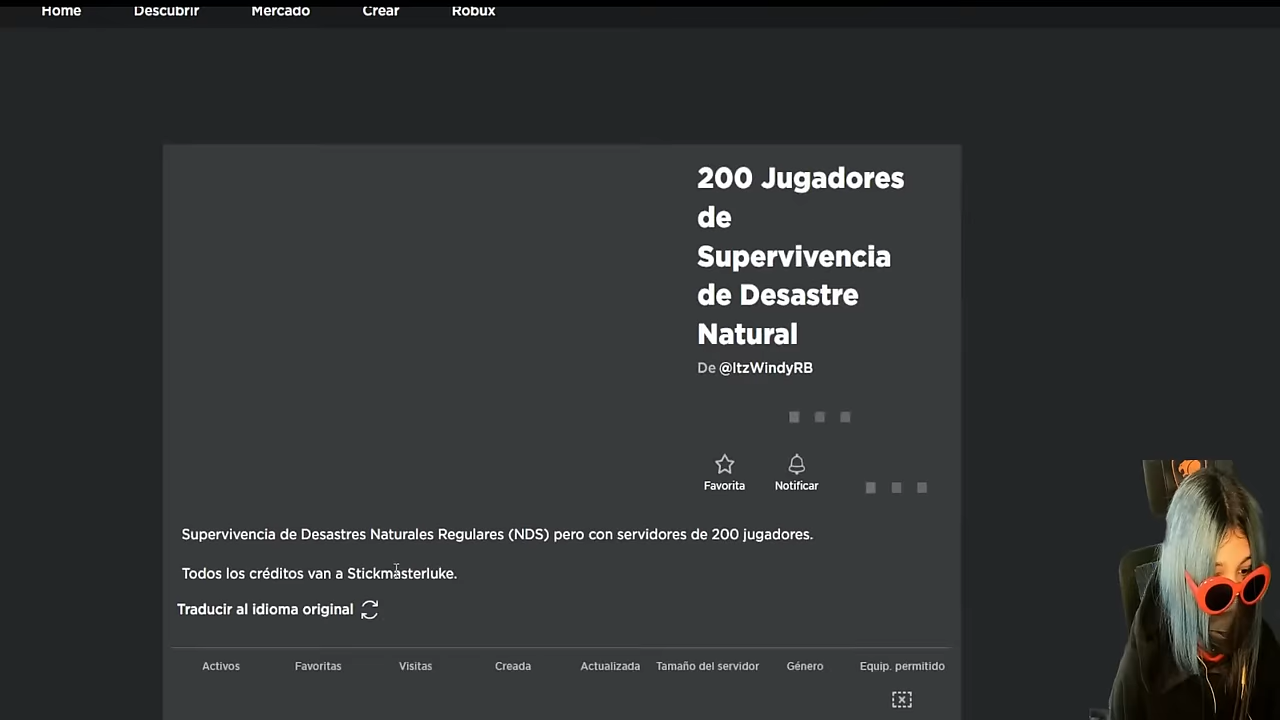 Home Descubrir Mercado Crear Robux
200 Jugadores
de
Supervivencia
de Desastre
Natural
De @ItzWindyRB
Favorita Notificar
Supervivencia de Desastres Naturales Regulares (NDS) pero con servidores de 200 jugadores.
Todos los créditos van a Stickmasterluke.
Traducir al idioma original
Activos Favoritas Visitas Creada Actualizada Tamaño del servidor Género Equip. permitido